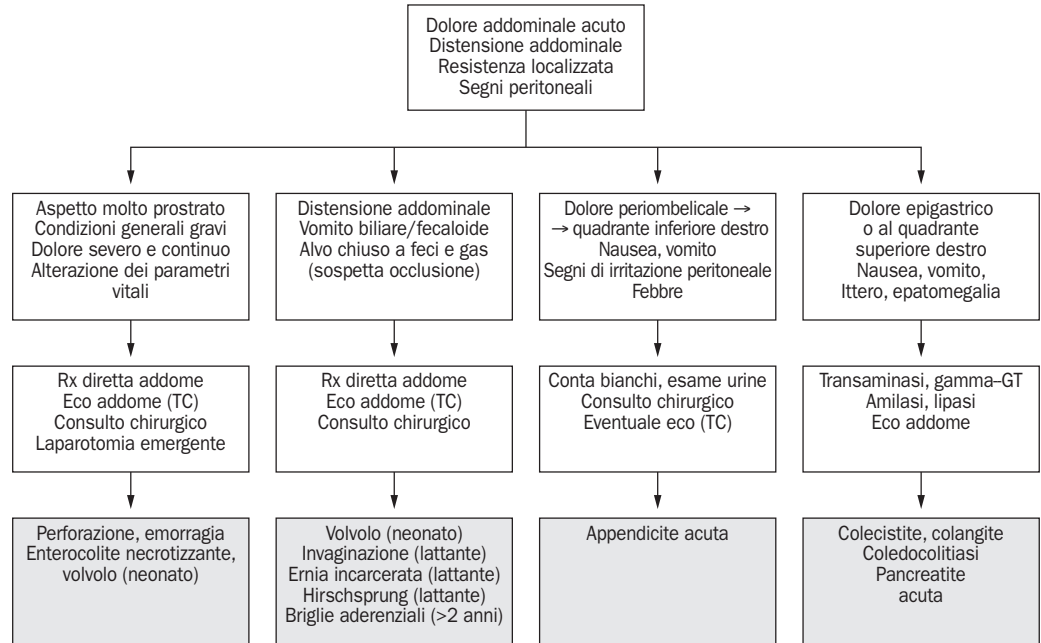 Dolore addominale acuto
Distensione addominale
Resistenza localizzata
Segni peritoneali
Aspetto molto prostrato
Condizioni generali gravi
Dolore severo e continuo
Alterazione dei parametri
vitali
Distensione addominale
Vomito biliare/fecaloide
Alvo chiuso a feci e gas
(sospetta occlusione)
Dolore periombelicale →
→ quadrante inferiore destro
Nausea, vomito
Segni di irritazione peritoneale
Febbre
Dolore epigastrico
o al quadrante
superiore destro
Nausea, vomito,
Ittero, epatomegalia
Rx diretta addome
Eco addome (TC)
Consulto chirurgico
Laparotomia emergente
Rx diretta addome
Eco addome (TC)
Consulto chirurgico
Conta bianchi, esame urine
Consulto chirurgico
Eventuale eco (TC)
Transaminasi, gamma–GT
Amilasi, lipasi
Eco addome
Perforazione, emorragia
Enterocolite necrotizzante,
volvolo (neonato)
Volvolo (neonato)
Invaginazione (lattante)
Ernia incarcerata (lattante)
Hirschsprung (lattante)
Briglie aderenziali (>2 anni)
Appendicite acuta
Colecistite, colangite
Coledocolitiasi
Pancreatite
acuta